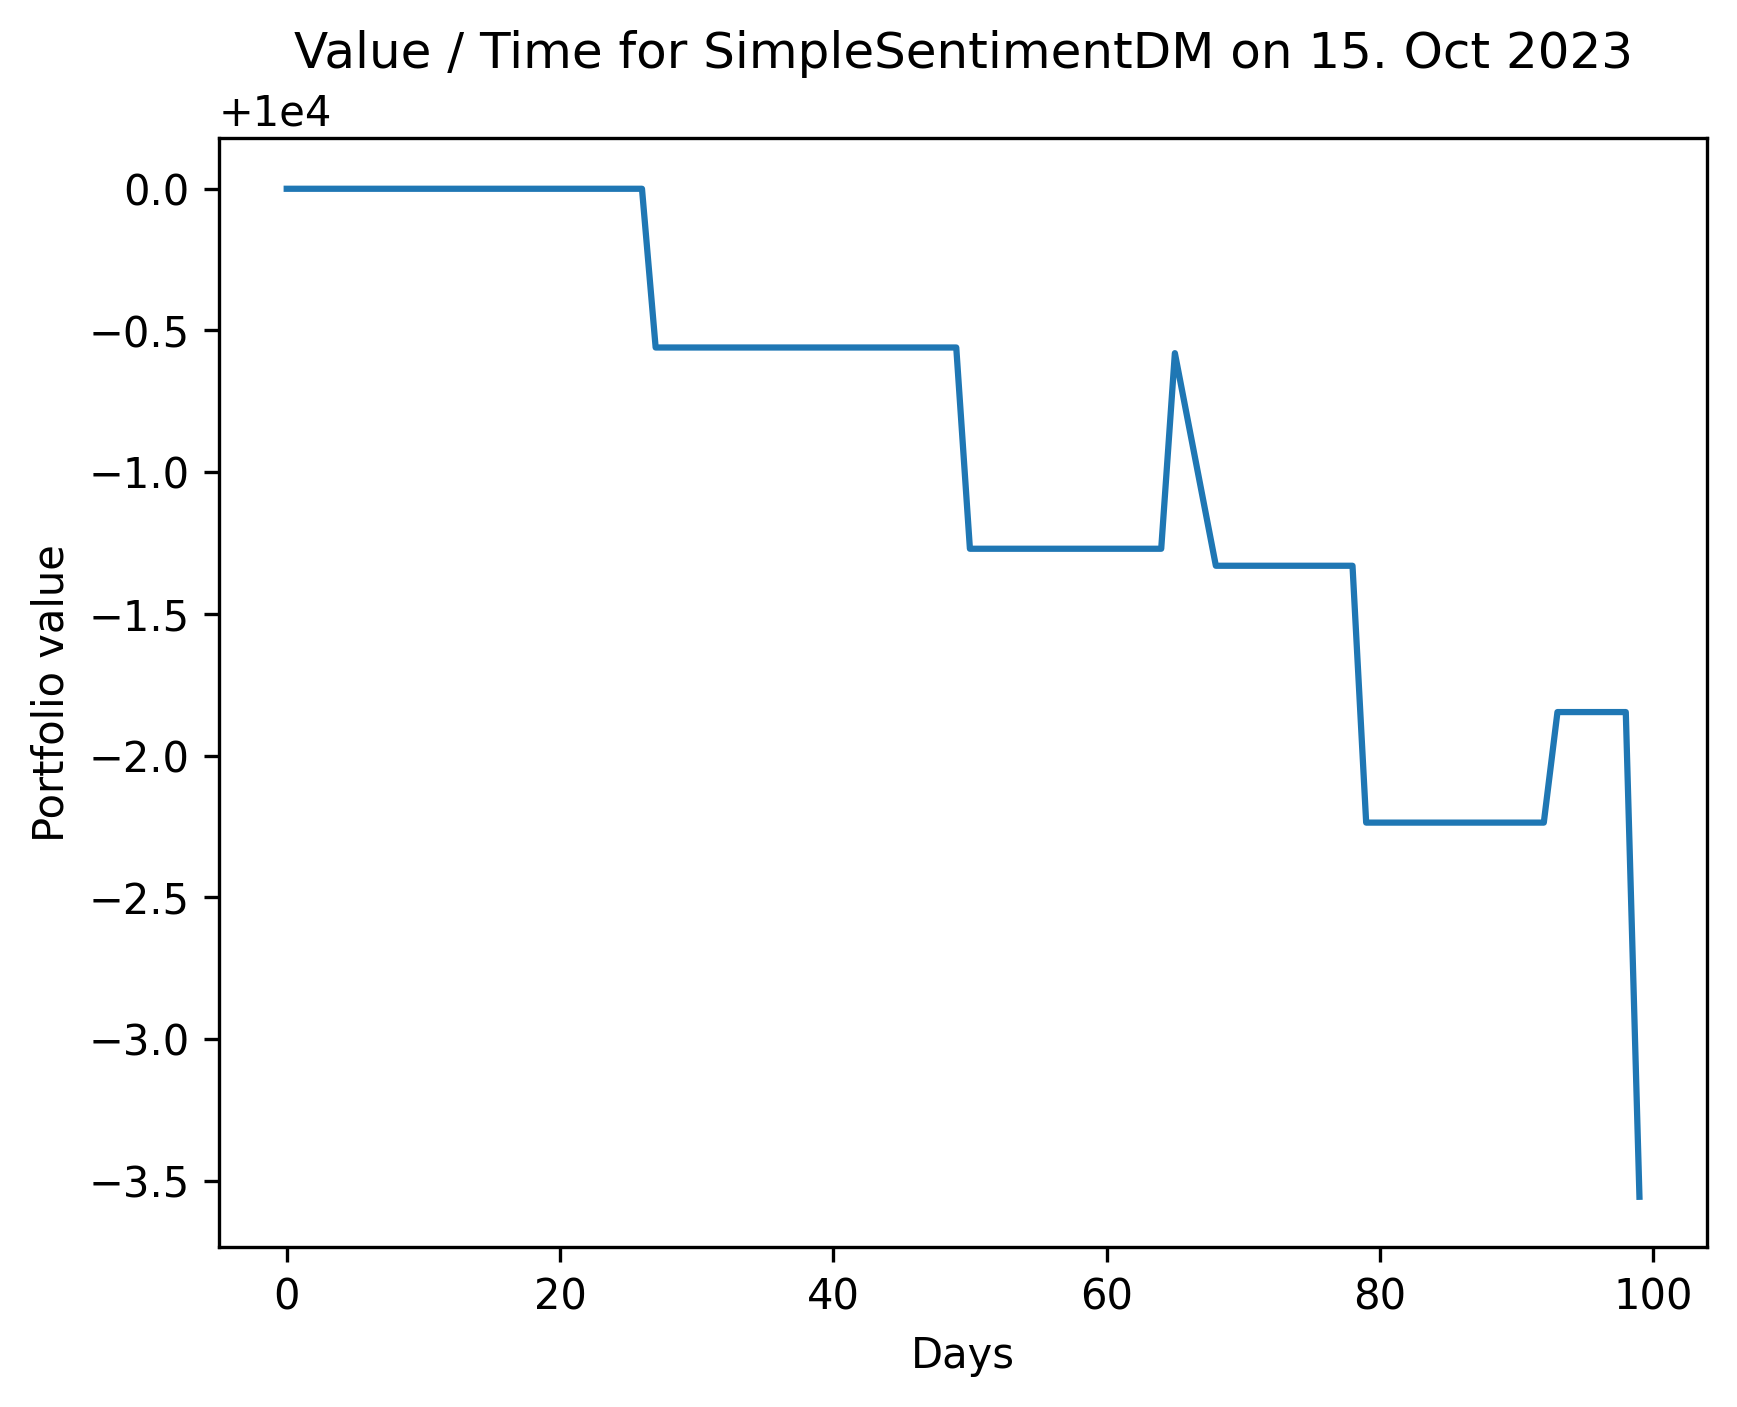 Value / Time for SimpleSentimentDM on 15. Oct 2023
+1e4
0.0
−0.5
−1.0
−1.5
−2.0
−2.5
−3.0
−3.5
Portfolio value
0 20 40 60 80 100
Days